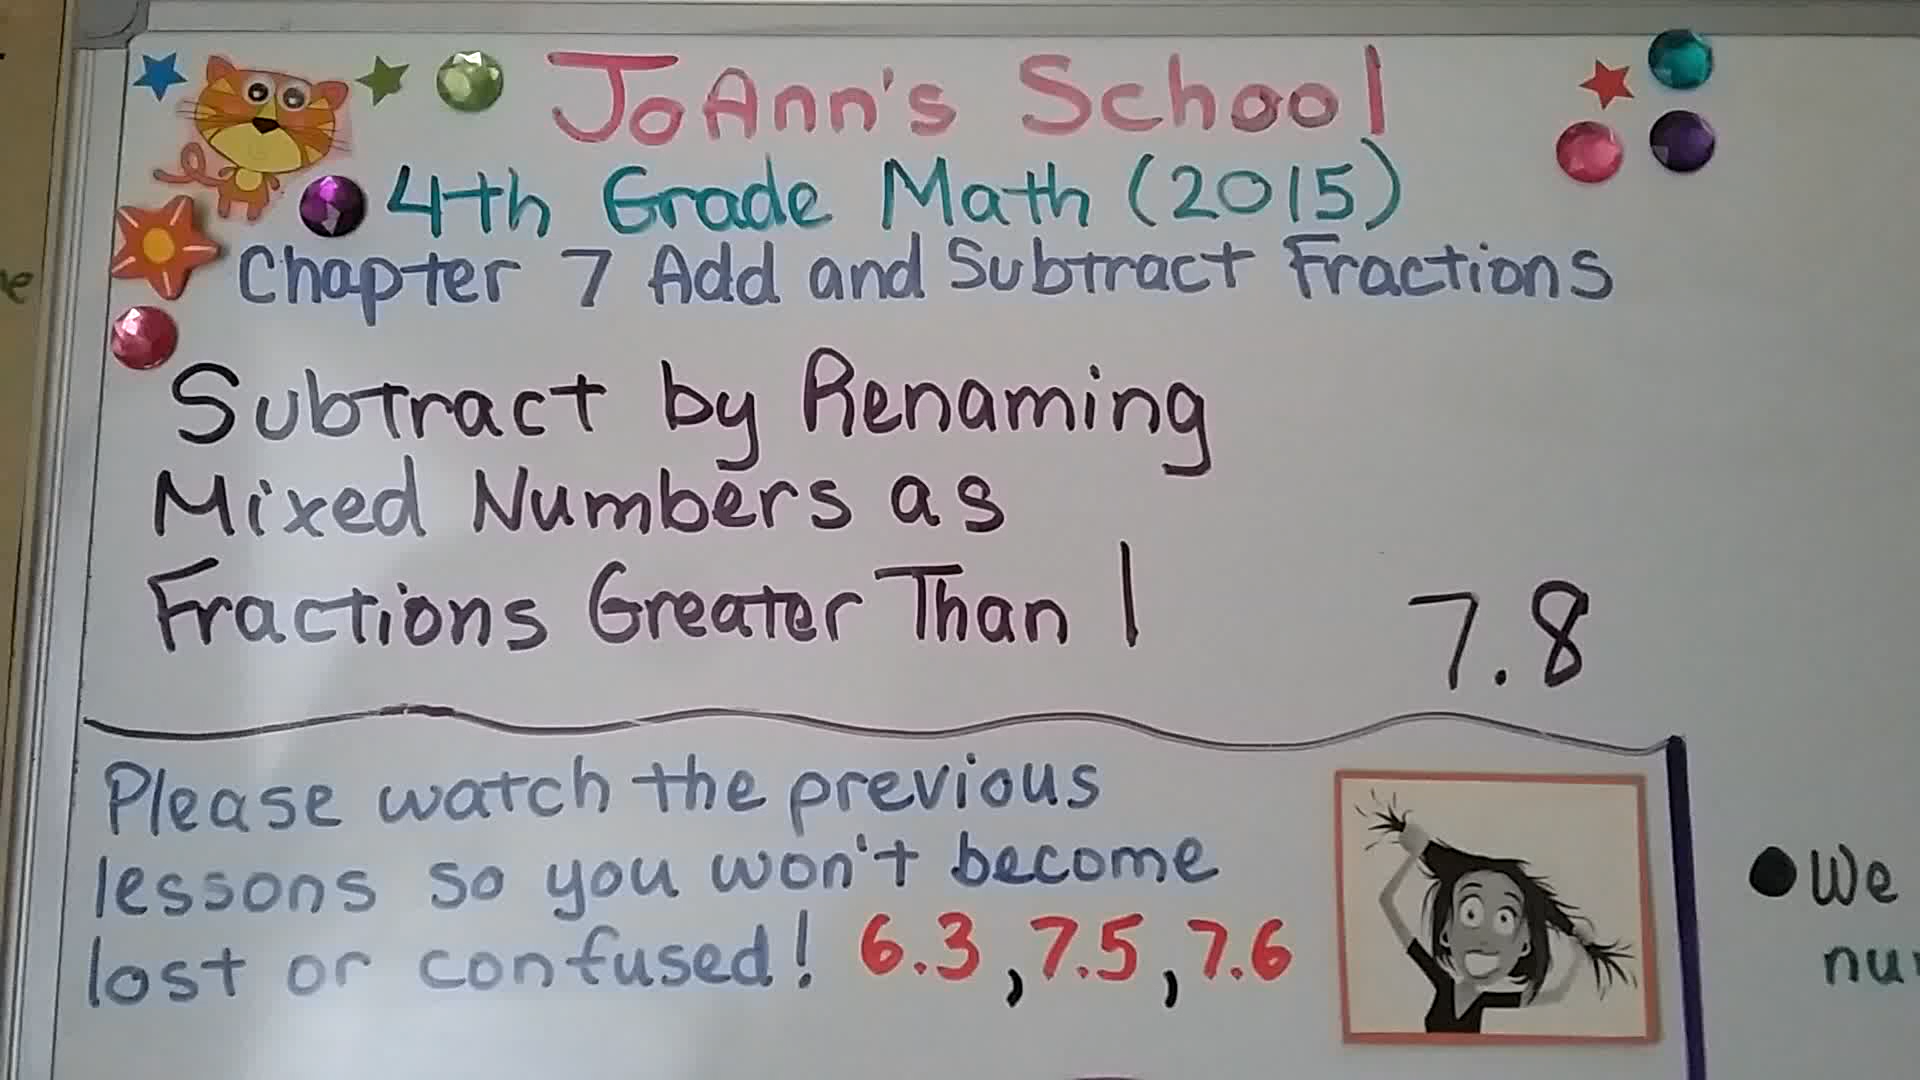 JoAnn's School
4th Grade Math (2015)
Chapter 7 Add and Subtract Fractions
Subtract by Renaming
Mixed Numbers as
Fractions Greater Than 1
7.8
Please watch the previous
lessons so you won't become
lost or confused! 6.3, 7.5, 7.6
We